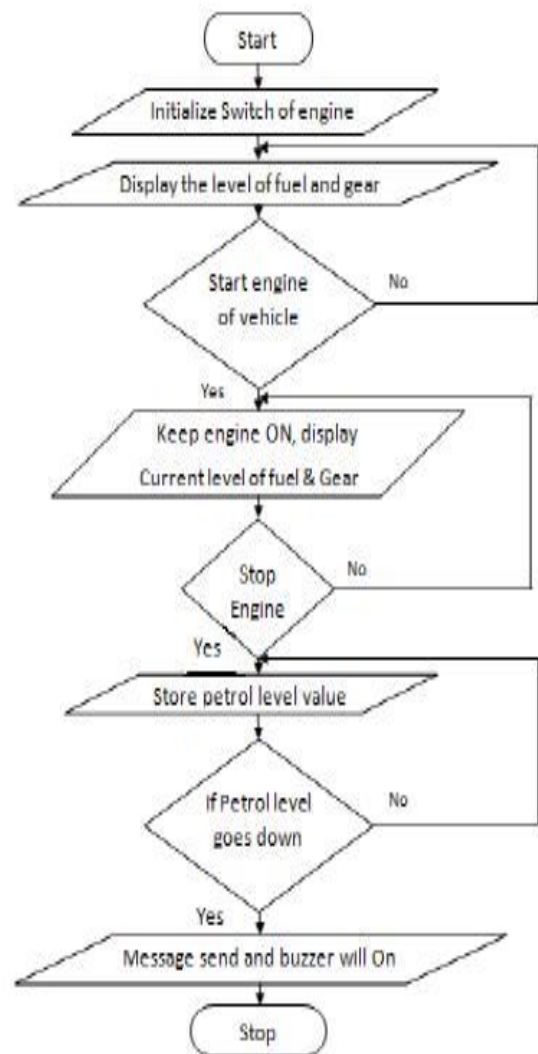 Start
Initialize Switch of engine
Display the level of fuel and gear
Start engine
of vehicle
No
Yes
Keep engine ON, display
Current level of fuel & Gear
Stop
Engine
No
Yes
Store petrol level value
If Petrol level
goes down
No
Yes
Message send and buzzer will On
Stop